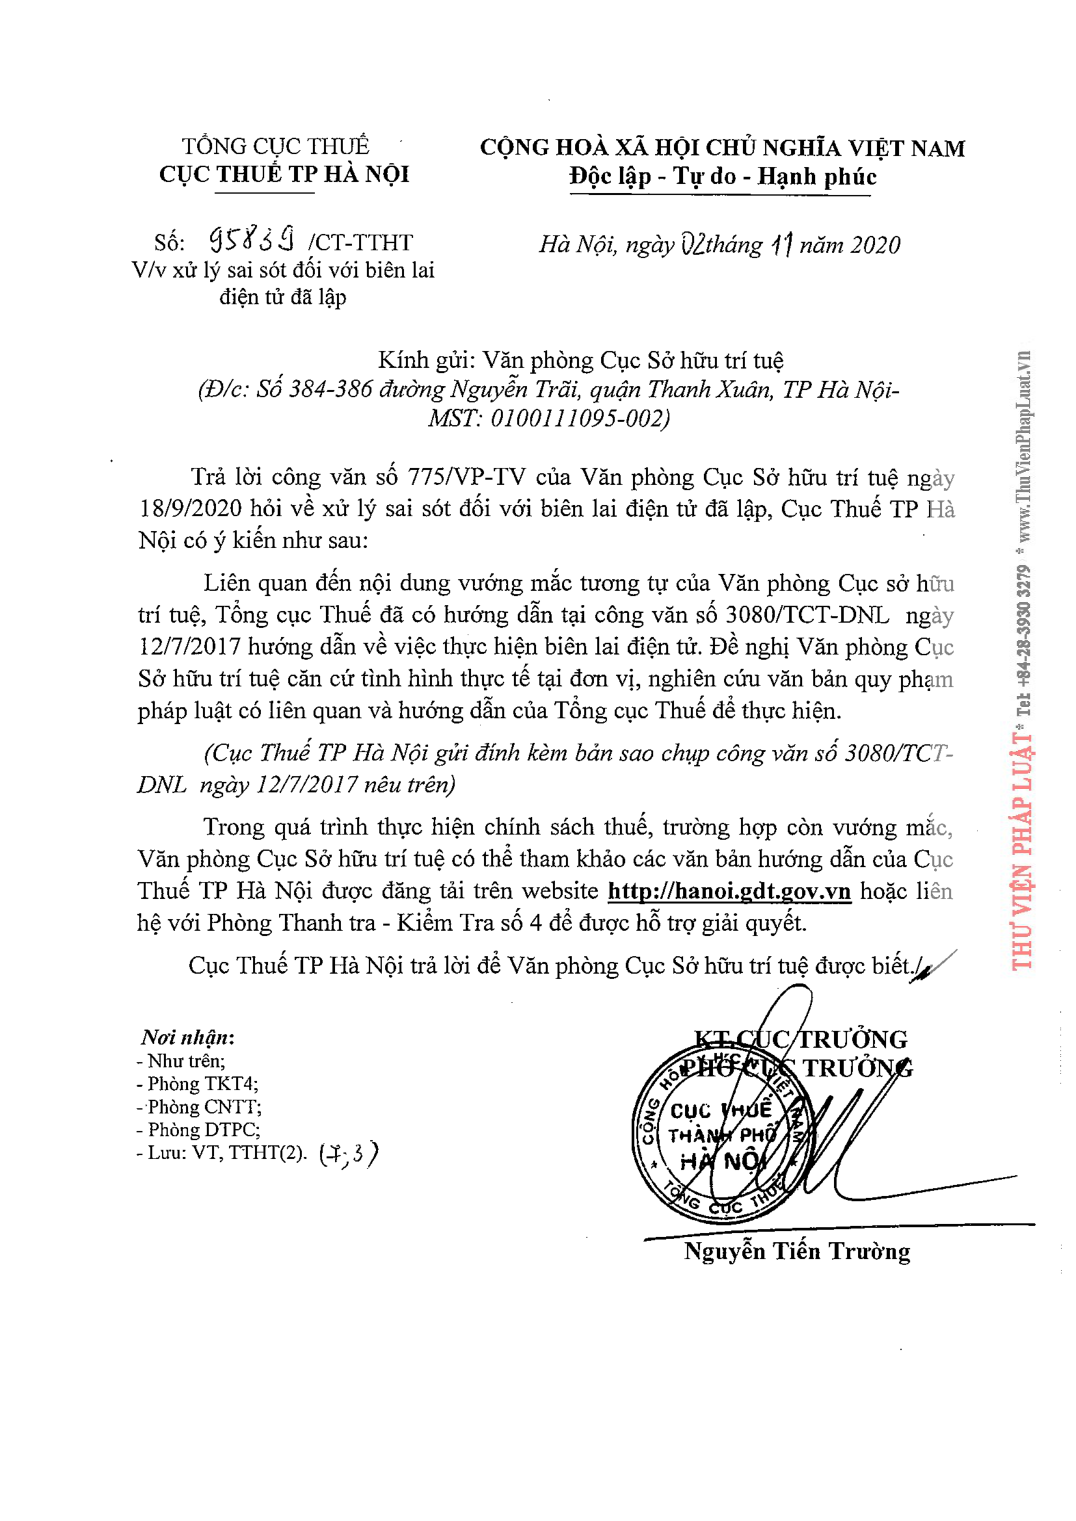 TỔNG CỤC THUẾ
CỤC THUẾ TP HÀ NỘI
CỘNG HOÀ XÃ HỘI CHỦ NGHĨA VIỆT NAM
Độc lập - Tự do - Hạnh phúc
Số: 95839 /CT-TTHT
V/v xử lý sai sót đối với biên lai
điện tử đã lập
Hà Nội, ngày 02 tháng 11 năm 2020
Kính gửi: Văn phòng Cục Sở hữu trí tuệ
(Đ/c: Số 384-386 đường Nguyễn Trãi, quận Thanh Xuân, TP Hà Nội-
MST: 0100111095-002)
Trả lời công văn số 775/VP-TV của Văn phòng Cục Sở hữu trí tuệ ngày
18/9/2020 hỏi về xử lý sai sót đối với biên lai điện tử đã lập, Cục Thuế TP Hà
Nội có ý kiến như sau:
Liên quan đến nội dung vướng mắc tương tự của Văn phòng Cục sở hữu
trí tuệ, Tổng cục Thuế đã có hướng dẫn tại công văn số 3080/TCT-DNL ngày
12/7/2017 hướng dẫn về việc thực hiện biên lai điện tử. Đề nghị Văn phòng Cục
Sở hữu trí tuệ căn cứ tình hình thực tế tại đơn vị, nghiên cứu văn bản quy phạm
pháp luật có liên quan và hướng dẫn của Tổng cục Thuế để thực hiện.
(Cục Thuế TP Hà Nội gửi đính kèm bản sao chụp công văn số 3080/TCT-
DNL ngày 12/7/2017 nêu trên)
Trong quá trình thực hiện chính sách thuế, trường hợp còn vướng mắc,
Văn phòng Cục Sở hữu trí tuệ có thể tham khảo các văn bản hướng dẫn của Cục
Thuế TP Hà Nội được đăng tải trên website http://hanoi.gdt.gov.vn hoặc liên
hệ với Phòng Thanh tra - Kiểm Tra số 4 để được hỗ trợ giải quyết.
Cục Thuế TP Hà Nội trả lời để Văn phòng Cục Sở hữu trí tuệ được biết./.
Nơi nhận:
- Như trên;
- Phòng TKT4;
- Phòng CNTT;
- Phòng DTPC;
- Lưu: VT, TTHT(2). (7;3)
KT.CỤC TRƯỞNG
PHÓ CỤC TRƯỞNG
CỘNG HÒA X.H.C.N VIỆT NAM
CỤC THUẾ
THÀNH PHỐ
HÀ NỘI
* TỔNG CỤC THUẾ *
Nguyễn Tiến Trường
THƯ VIỆN PHÁP LUẬT * Tel: +84-28-3930 3279 * www.ThuVienPhapLuat.vn